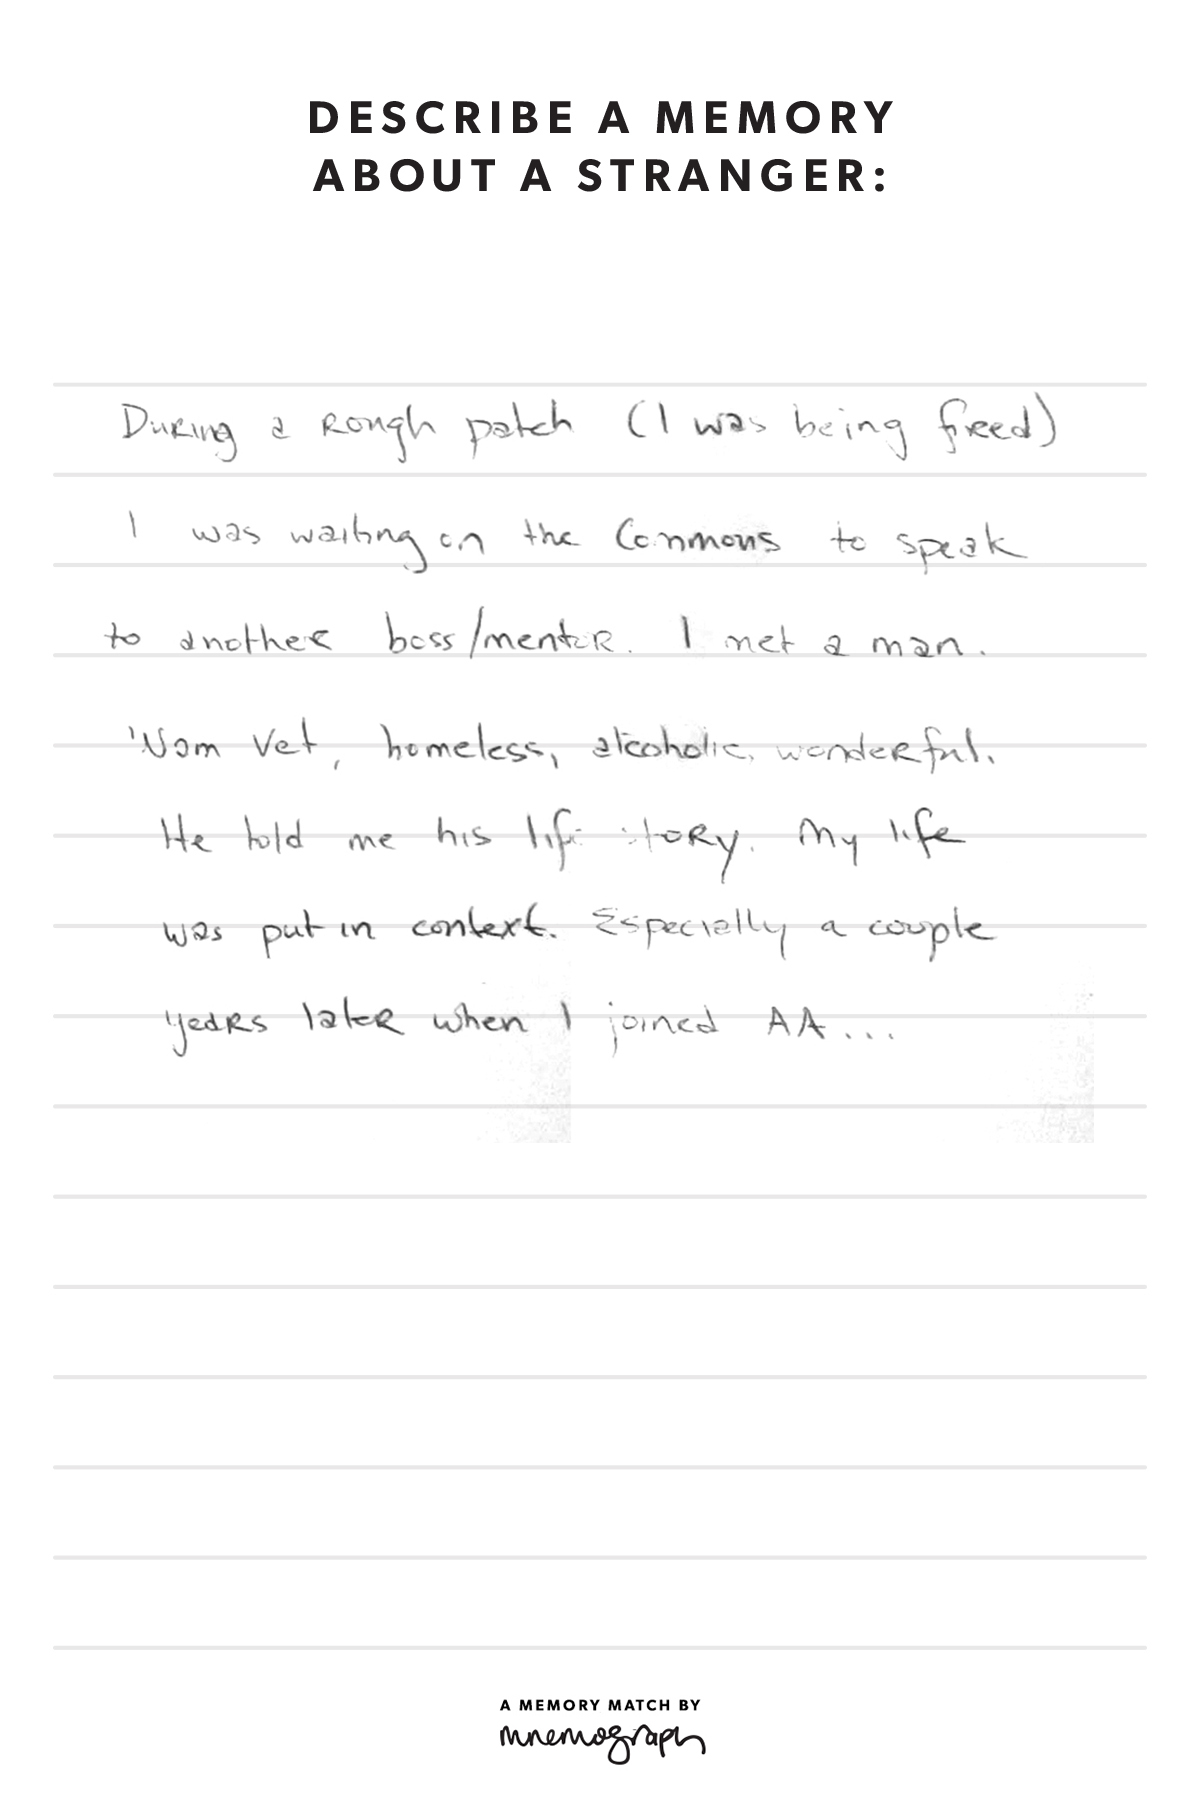 DESCRIBE A MEMORY
ABOUT A STRANGER:
During a rough patch (I was being fired)
I was waiting on the Commons to speak
to another boss/mentor. I met a man.
'Nam Vet, homeless, alcoholic, wonderful.
He told me his life story. My life
was put in context. Especially a couple
years later when I joined AA...
A MEMORY MATCH BY
mnemograph